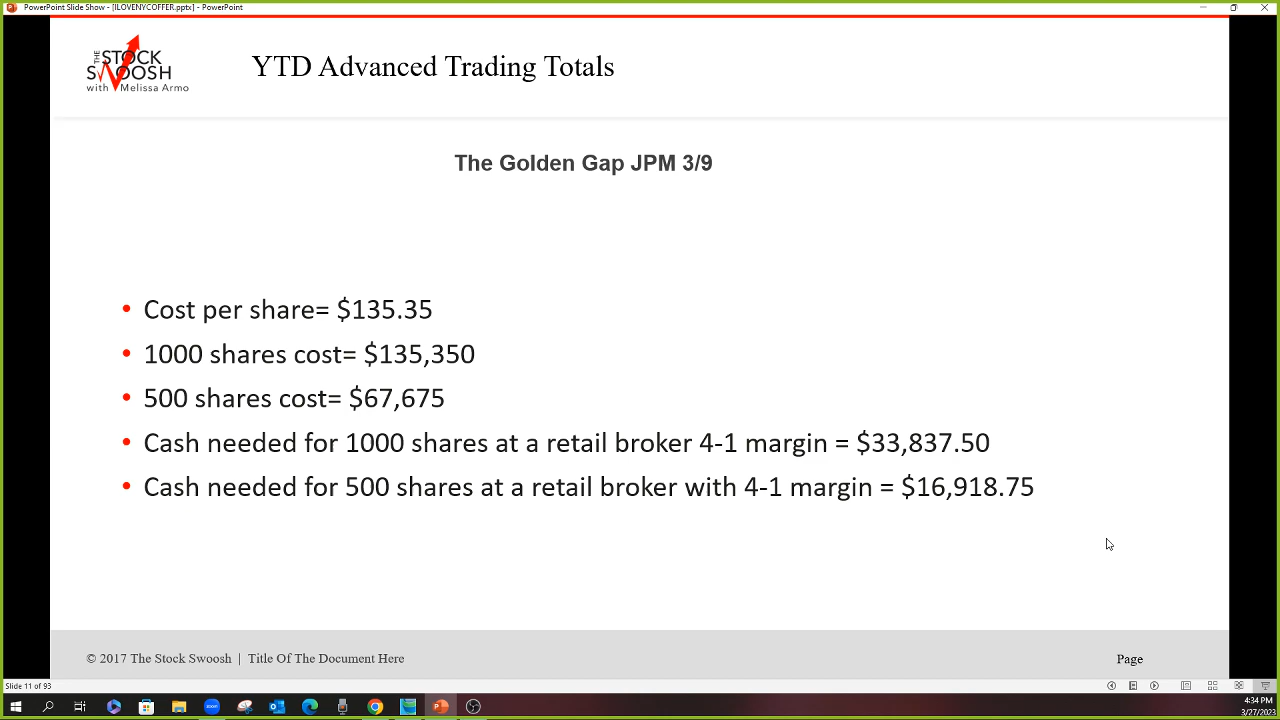 PowerPoint Slide Show - [ILOVENYCOFFER.pptx] - PowerPoint
THE
STOCK
SWOOSH
with Melissa Armo
YTD Advanced Trading Totals
The Golden Gap JPM 3/9
• Cost per share= $135.35
• 1000 shares cost= $135,350
• 500 shares cost= $67,675
• Cash needed for 1000 shares at a retail broker 4-1 margin = $33,837.50
• Cash needed for 500 shares at a retail broker with 4-1 margin = $16,918.75
© 2017 The Stock Swoosh | Title Of The Document Here
Page
Slide 11 of 93
zoom
4:34 PM
3/27/2023